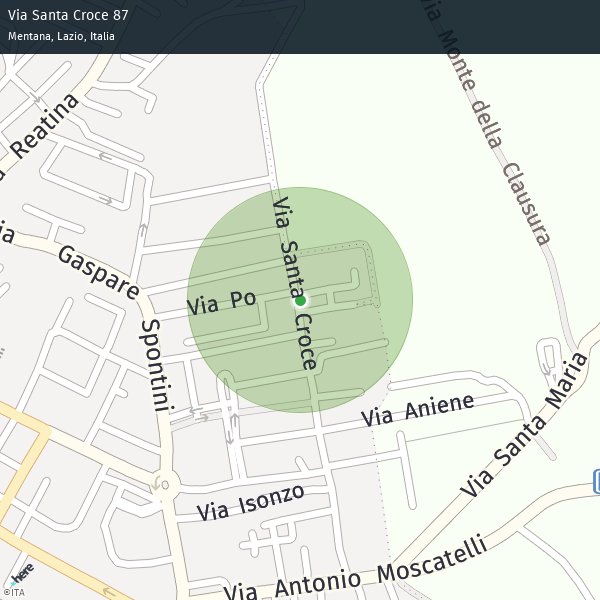 Via Santa Croce 87
Mentana, Lazio, Italia
Via Monte della Clausura
Reatina
Via Santa Croce
Gaspare Spontini
Via Po
Via Aniene
Via Santa Maria
Via Isonzo
Via Antonio Moscatelli
here
©ITA